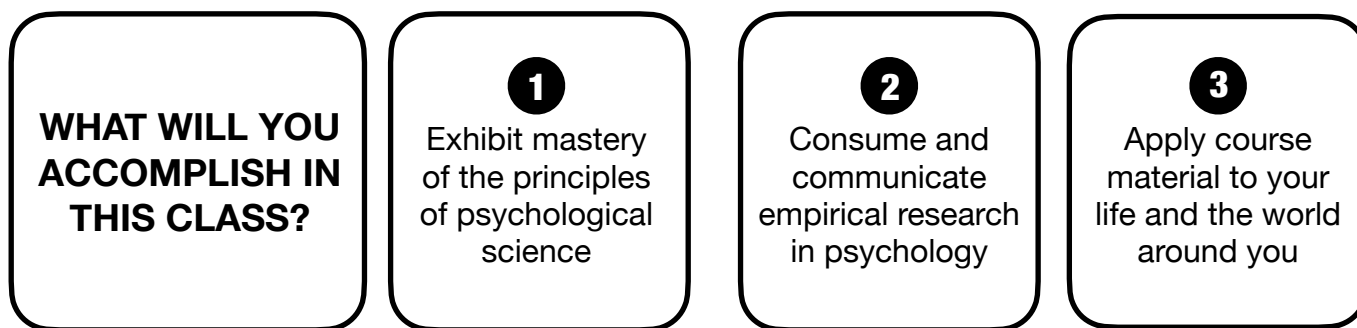 WHAT WILL YOU
ACCOMPLISH IN
THIS CLASS?
1
Exhibit mastery
of the principles
of psychological
science
2
Consume and
communicate
empirical research
in psychology
3
Apply course
material to your
life and the world
around you